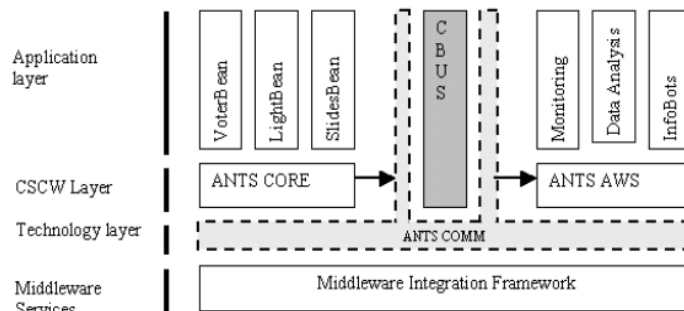 Application
layer
VoterBean
LightBean
SlidesBean
C
B
U
S
Monitoring
Data Analysis
InfoBots
CSCW Layer
ANTS CORE
ANTS AWS
Technology layer
ANTS COMM
Middleware
Services
Middleware Integration Framework